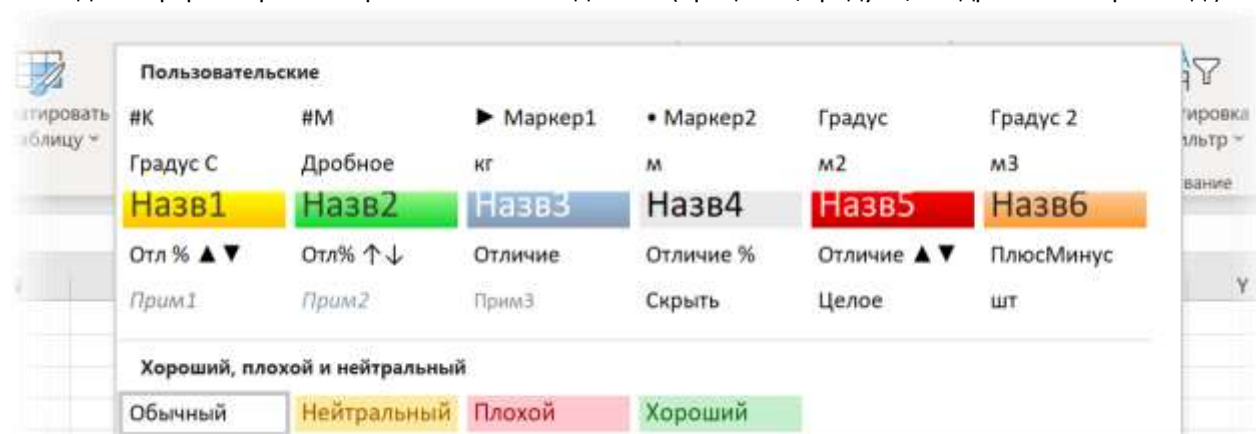 Пользовательские
#К #М ► Маркер1 • Маркер2 Градус Градус 2
Градус С Дробное кг м м2 м3
Назв1 Назв2 Назв3 Назв4 Назв5 Назв6
Отл % ▲▼ Отл% ↑↓ Отличие Отличие % Отличие ▲▼ ПлюсМинус
Прим1 Прим2 Прим3 Скрыть Целое шт
Y
Хороший, плохой и нейтральный
Обычный Нейтральный Плохой Хороший